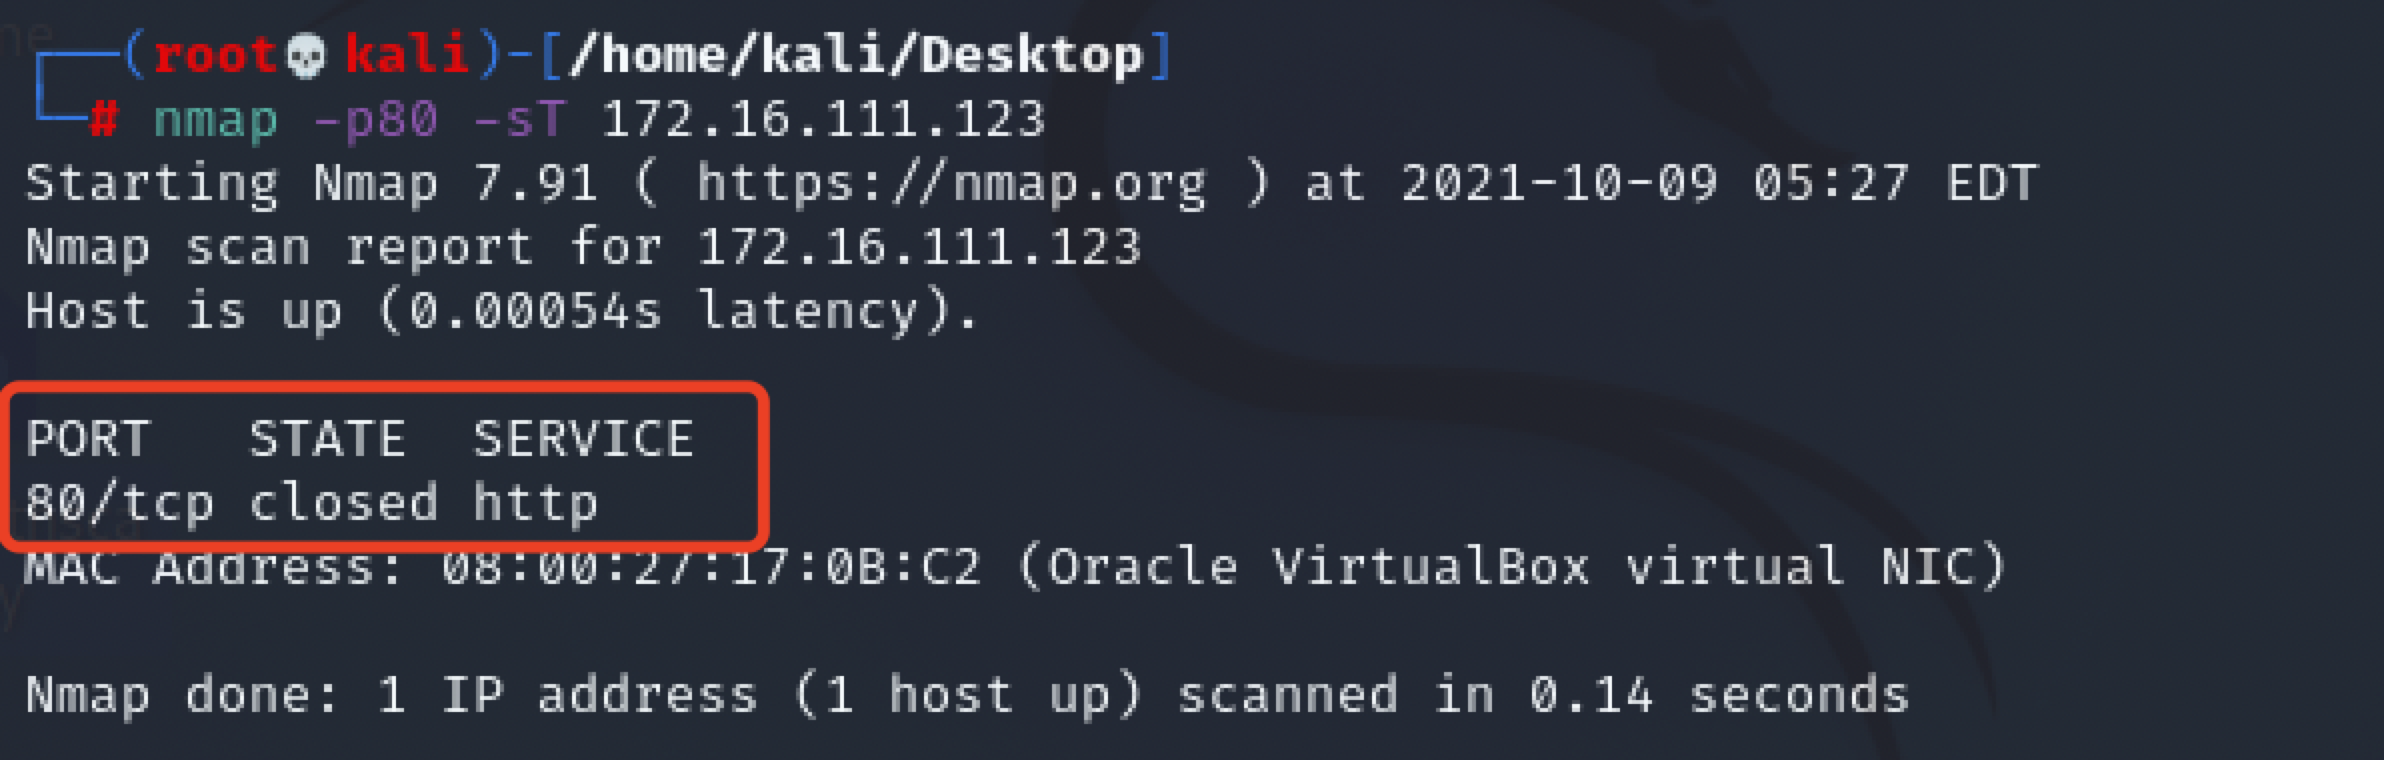 ┌──(root💀kali)-[/home/kali/Desktop]
└─# nmap -p80 -sT 172.16.111.123
Starting Nmap 7.91 ( https://nmap.org ) at 2021-10-09 05:27 EDT
Nmap scan report for 172.16.111.123
Host is up (0.00054s latency).
PORT   STATE  SERVICE
80/tcp closed http
MAC Address: 08:00:27:17:0B:C2 (Oracle VirtualBox virtual NIC)
Nmap done: 1 IP address (1 host up) scanned in 0.14 seconds